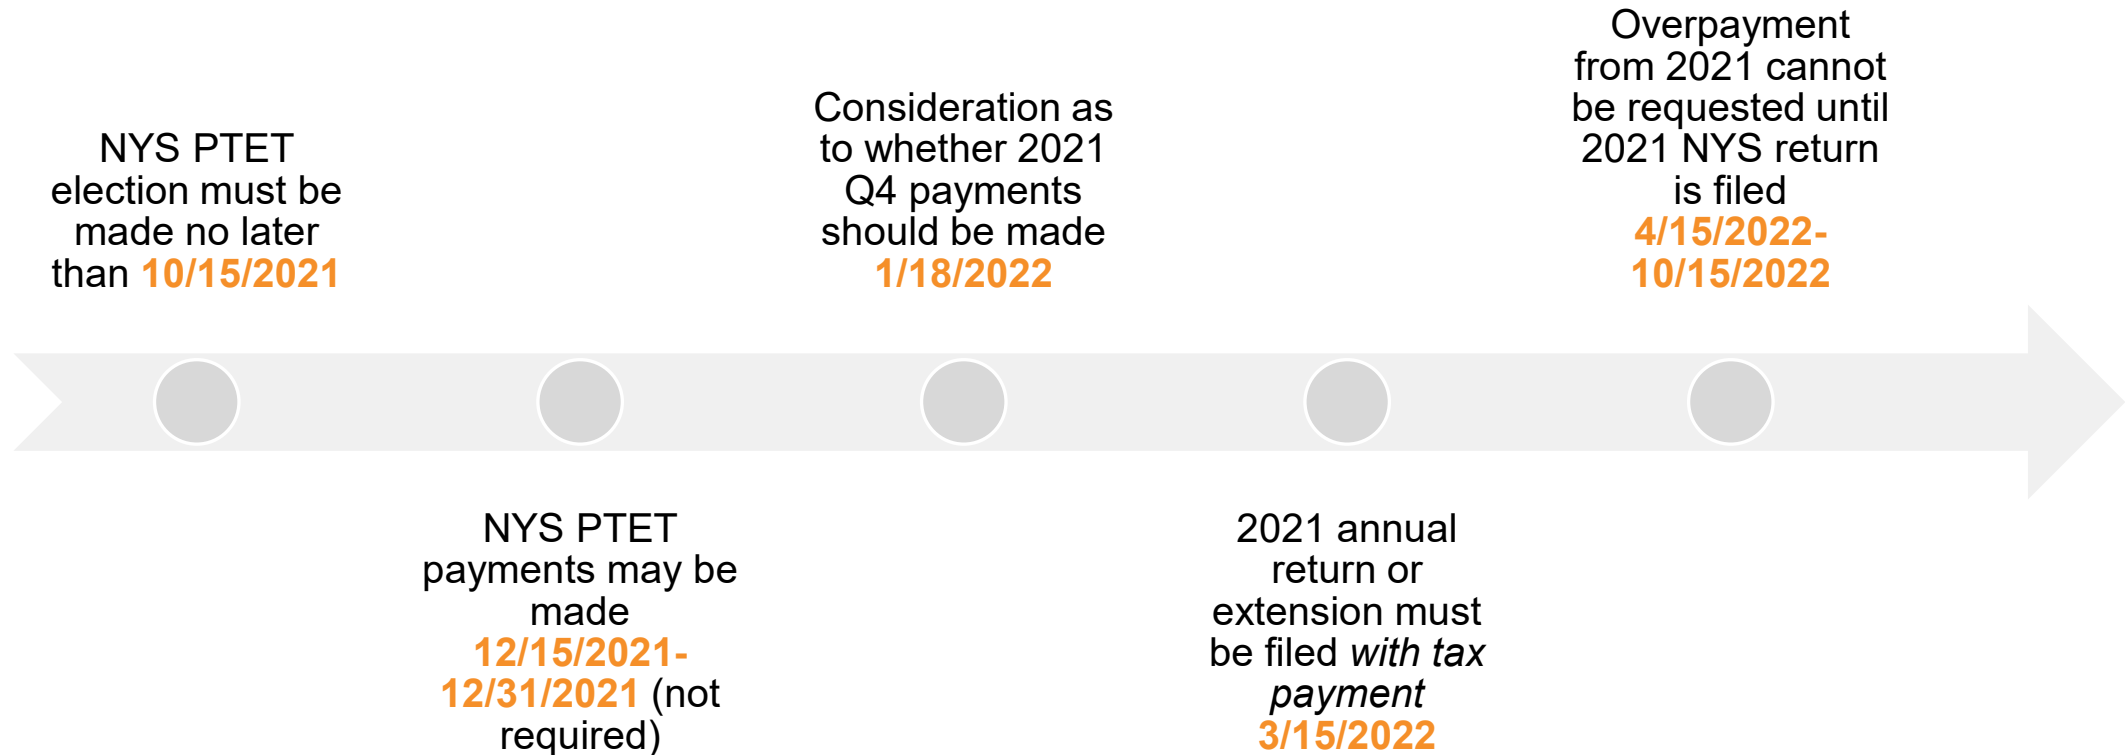 NYS PTET
election must be
made no later
than 10/15/2021
NYS PTET
payments may be
made
12/15/2021-
12/31/2021 (not
required)
Consideration as
to whether 2021
Q4 payments
should be made
1/18/2022
2021 annual
return or
extension must
be filed with tax
payment
3/15/2022
Overpayment
from 2021 cannot
be requested until
2021 NYS return
is filed
4/15/2022-
10/15/2022